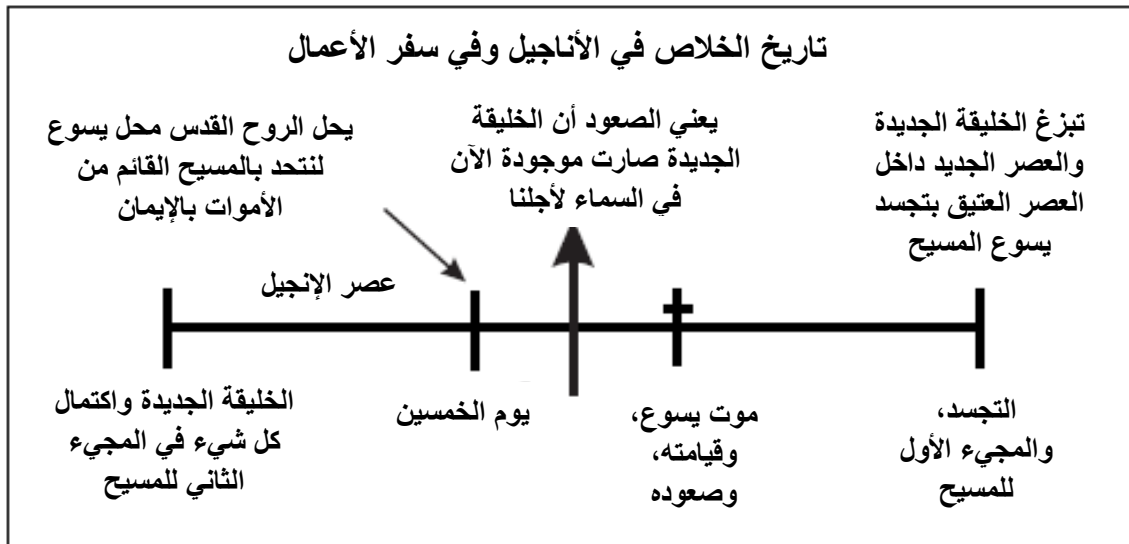 تاريخ الخلاص في الأناجيل وفي سفر الأعمال
تبزغ الخليقة الجديدة
والعصر الجديد داخل
العصر العتيق بتجسد
يسوع المسيح
يعني الصعود أن الخليقة
الجديدة صارت موجودة الآن
في السماء لأجلنا
يحل الروح القدس محل يسوع
لنتحد بالمسيح القائم من
الأموات بالإيمان
عصر الإنجيل
التجسد،
والمجيء الأول
للمسيح
موت يسوع،
وقيامته،
وصعوده
يوم الخمسين
الخليقة الجديدة واكتمال
كل شيء في المجيء
الثاني للمسيح